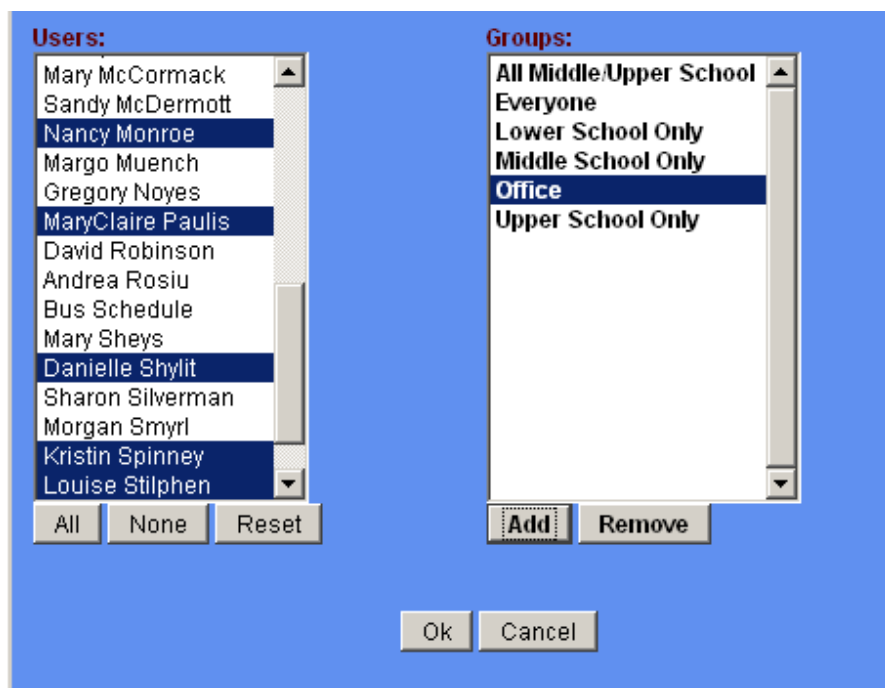 Users:
Mary McCormack
Sandy McDermott
Nancy Monroe
Margo Muench
Gregory Noyes
MaryClaire Paulis
David Robinson
Andrea Rosiu
Bus Schedule
Mary Sheys
Danielle Shylit
Sharon Silverman
Morgan Smyrl
Kristin Spinney
Louise Stilphen
All None Reset
Groups:
All Middle/Upper School
Everyone
Lower School Only
Middle School Only
Office
Upper School Only
Add Remove
Ok Cancel